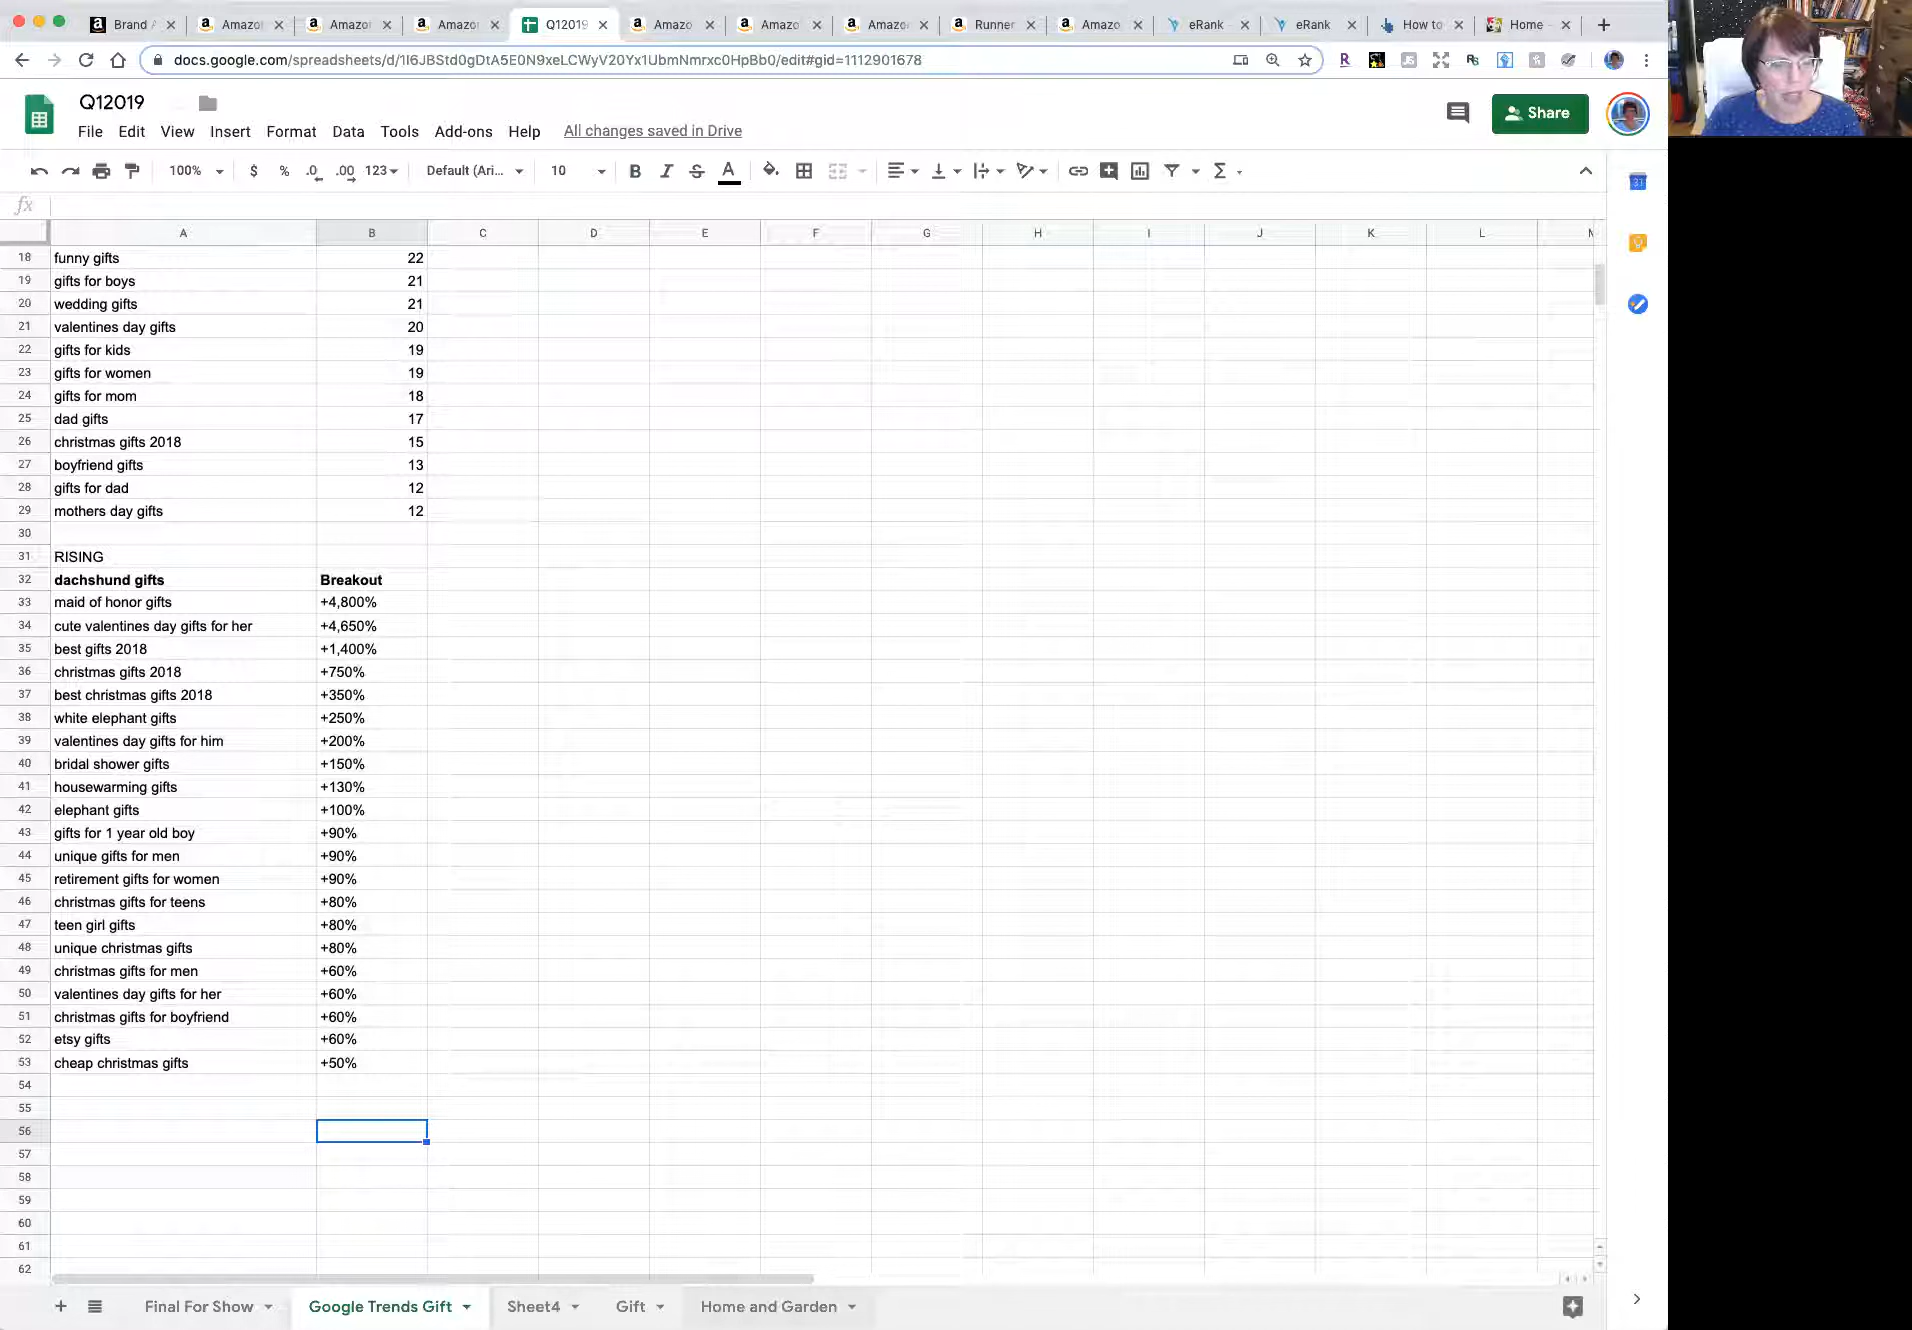 Brand A
Amazo
Amazo
Amazo
Q12019
Amazo
Amazo
Amazo
Runner
Amazo
eRank
eRank
How to
Home
docs.google.com/spreadsheets/d/1I6JBStd0gDtA5E0N9xeLCWyV20Yx1UbmNmrxc0HpBb0/edit#gid=1112901678
Q12019
File Edit View Insert Format Data Tools Add-ons Help All changes saved in Drive
Share
100% $ % .0 .00 123 Default (Ari... 10 B I S A
fx
A B C D E F G H I J K L
18 funny gifts 22
19 gifts for boys 21
20 wedding gifts 21
21 valentines day gifts 20
22 gifts for kids 19
23 gifts for women 19
24 gifts for mom 18
25 dad gifts 17
26 christmas gifts 2018 15
27 boyfriend gifts 13
28 gifts for dad 12
29 mothers day gifts 12
30
31 RISING
32 dachshund gifts Breakout
33 maid of honor gifts +4,800%
34 cute valentines day gifts for her +4,650%
35 best gifts 2018 +1,400%
36 christmas gifts 2018 +750%
37 best christmas gifts 2018 +350%
38 white elephant gifts +250%
39 valentines day gifts for him +200%
40 bridal shower gifts +150%
41 housewarming gifts +130%
42 elephant gifts +100%
43 gifts for 1 year old boy +90%
44 unique gifts for men +90%
45 retirement gifts for women +90%
46 christmas gifts for teens +80%
47 teen girl gifts +80%
48 unique christmas gifts +80%
49 christmas gifts for men +60%
50 valentines day gifts for her +60%
51 christmas gifts for boyfriend +60%
52 etsy gifts +60%
53 cheap christmas gifts +50%
54
55
56
57
58
59
60
61
62
Final For Show Google Trends Gift Sheet4 Gift Home and Garden